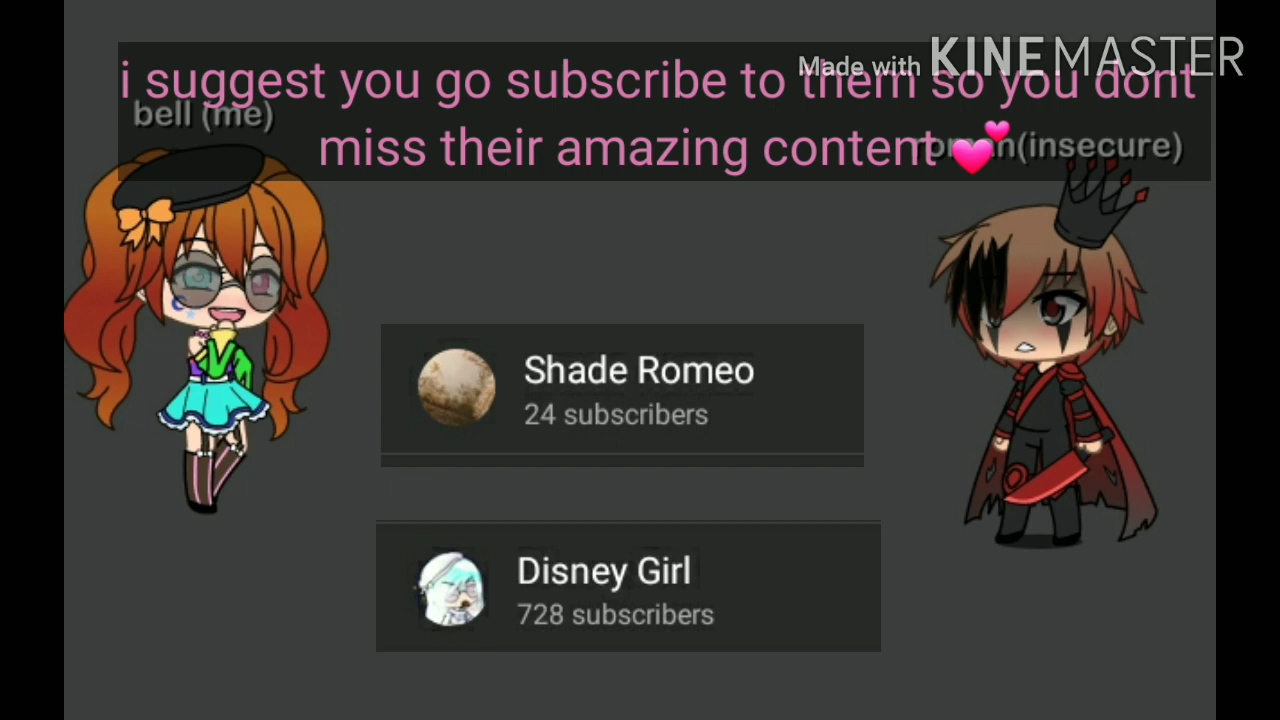 Made with KINEMASTER
i suggest you go subscribe to them so you dont
miss their amazing content 💕
bell (me)
roman(insecure)
Shade Romeo
24 subscribers
Disney Girl
728 subscribers